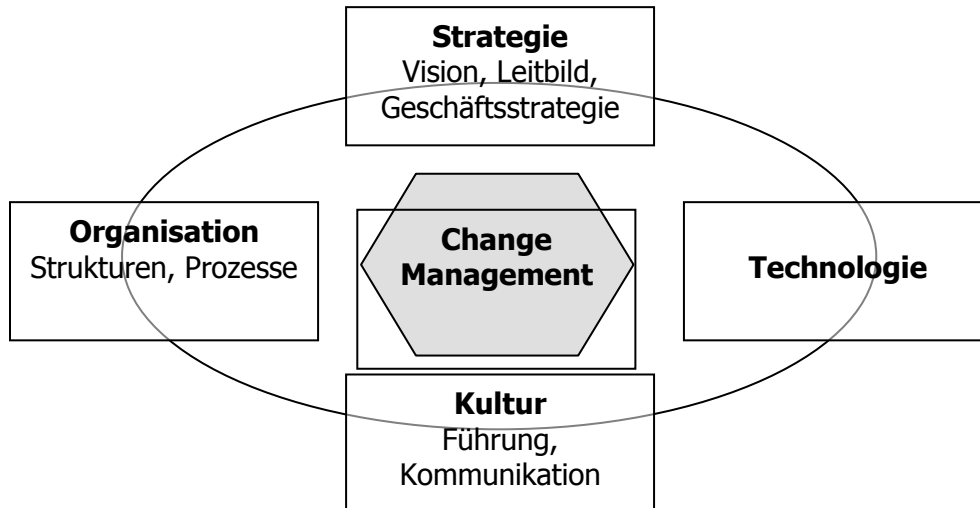 Strategie
Vision, Leitbild,
Geschäftsstrategie
Organisation
Strukturen, Prozesse
Change
Management
Technologie
Kultur
Führung,
Kommunikation